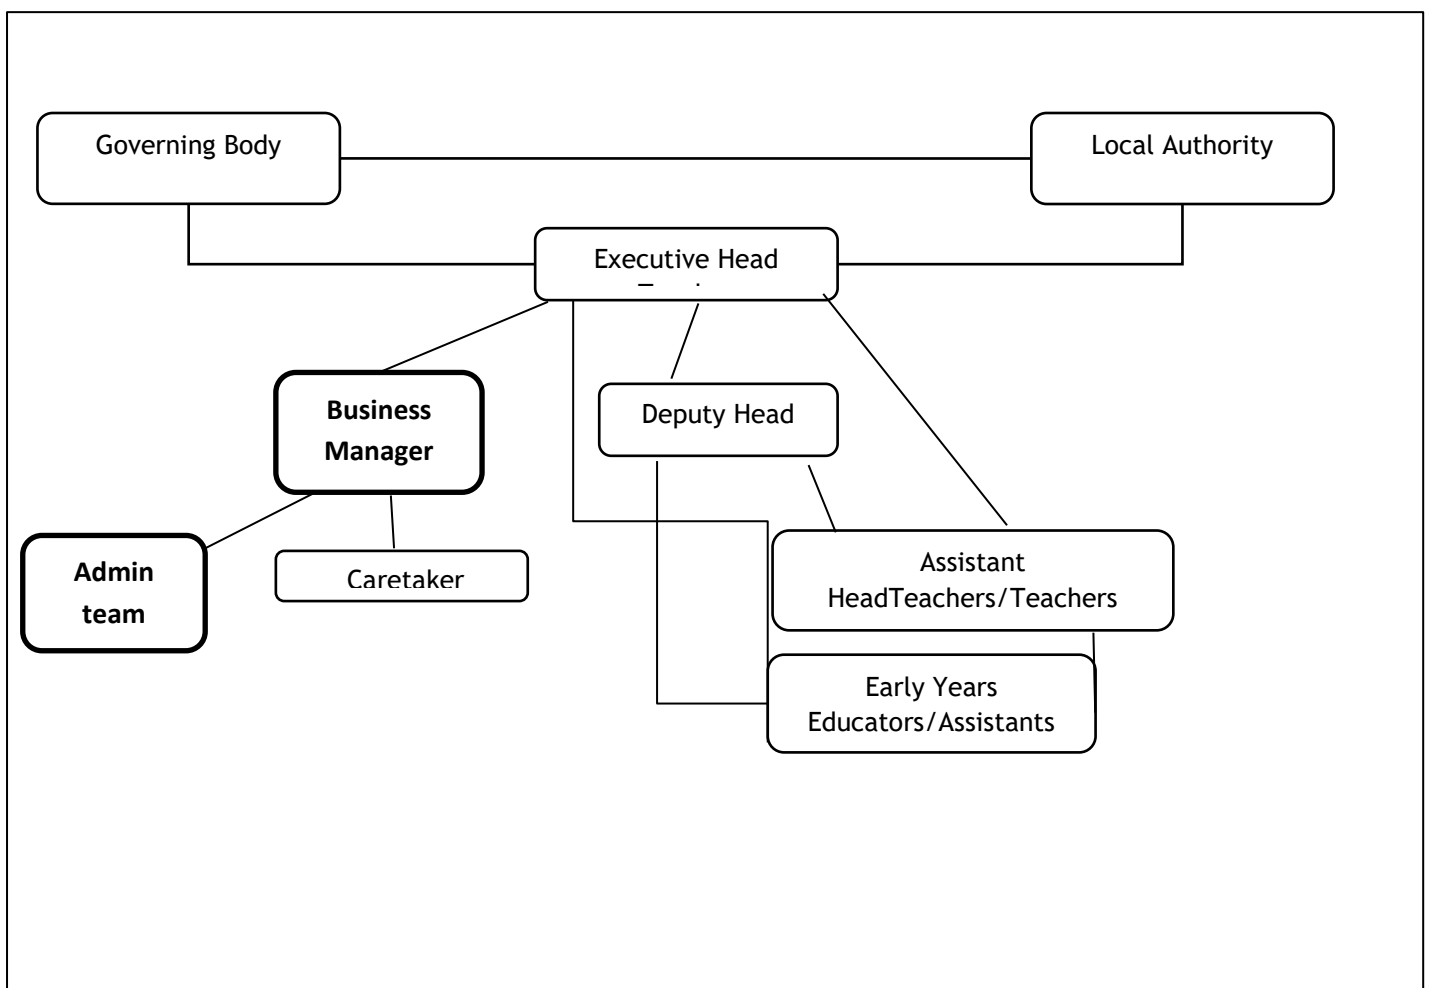 Governing Body
Local Authority
Executive Head
Business
Manager
Deputy Head
Admin
team
Caretaker
Assistant
HeadTeachers/Teachers
Early Years
Educators/Assistants